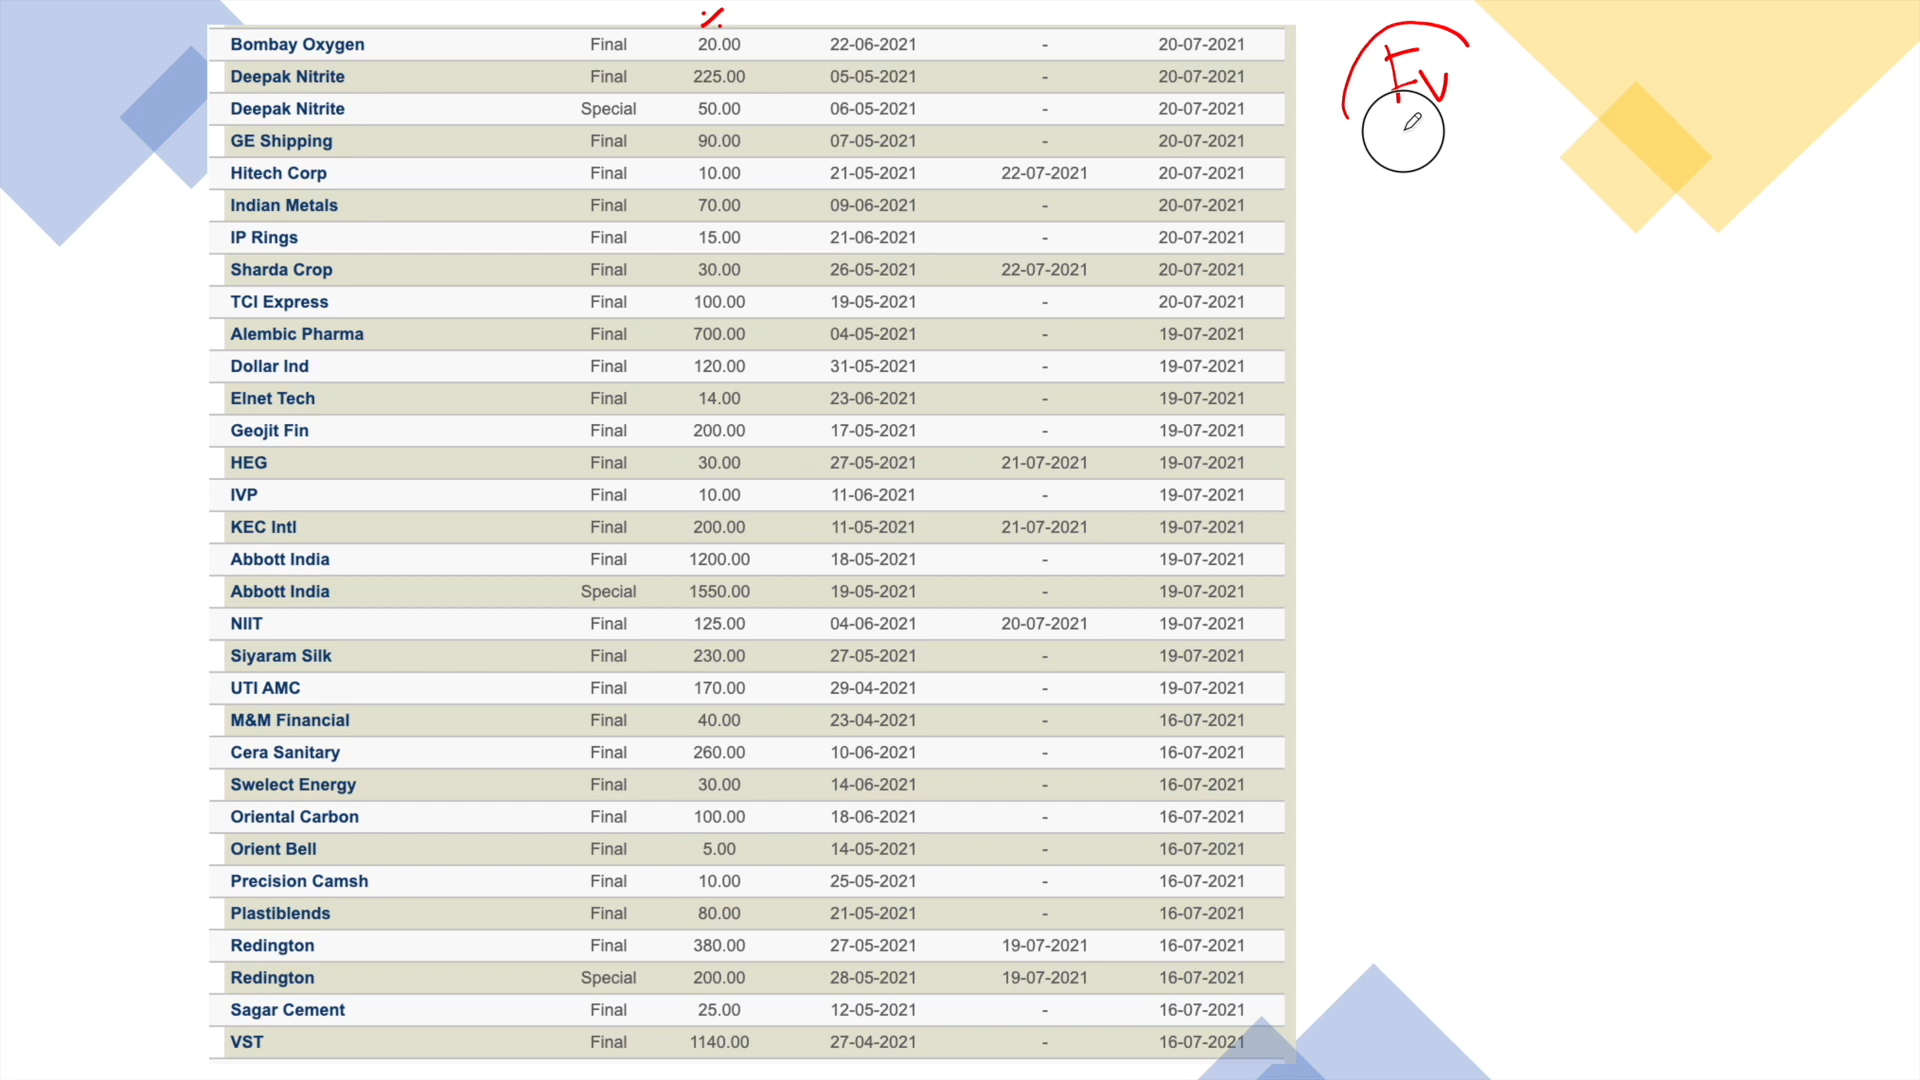 %
Bombay Oxygen Final 20.00 22-06-2021 - 20-07-2021
Deepak Nitrite Final 225.00 05-05-2021 - 20-07-2021
Deepak Nitrite Special 50.00 06-05-2021 - 20-07-2021
GE Shipping Final 90.00 07-05-2021 - 20-07-2021
Hitech Corp Final 10.00 21-05-2021 22-07-2021 20-07-2021
Indian Metals Final 70.00 09-06-2021 - 20-07-2021
IP Rings Final 15.00 21-06-2021 - 20-07-2021
Sharda Crop Final 30.00 26-05-2021 22-07-2021 20-07-2021
TCI Express Final 100.00 19-05-2021 - 20-07-2021
Alembic Pharma Final 700.00 04-05-2021 - 19-07-2021
Dollar Ind Final 120.00 31-05-2021 - 19-07-2021
Elnet Tech Final 14.00 23-06-2021 - 19-07-2021
Geojit Fin Final 200.00 17-05-2021 - 19-07-2021
HEG Final 30.00 27-05-2021 21-07-2021 19-07-2021
IVP Final 10.00 11-06-2021 - 19-07-2021
KEC Intl Final 200.00 11-05-2021 21-07-2021 19-07-2021
Abbott India Final 1200.00 18-05-2021 - 19-07-2021
Abbott India Special 1550.00 19-05-2021 - 19-07-2021
NIIT Final 125.00 04-06-2021 20-07-2021 19-07-2021
Siyaram Silk Final 230.00 27-05-2021 - 19-07-2021
UTI AMC Final 170.00 29-04-2021 - 19-07-2021
M&M Financial Final 40.00 23-04-2021 - 16-07-2021
Cera Sanitary Final 260.00 10-06-2021 - 16-07-2021
Swelect Energy Final 30.00 14-06-2021 - 16-07-2021
Oriental Carbon Final 100.00 18-06-2021 - 16-07-2021
Orient Bell Final 5.00 14-05-2021 - 16-07-2021
Precision Camsh Final 10.00 25-05-2021 - 16-07-2021
Plastiblends Final 80.00 21-05-2021 - 16-07-2021
Redington Final 380.00 27-05-2021 19-07-2021 16-07-2021
Redington Special 200.00 28-05-2021 19-07-2021 16-07-2021
Sagar Cement Final 25.00 12-05-2021 - 16-07-2021
VST Final 1140.00 27-04-2021 - 16-07-2021